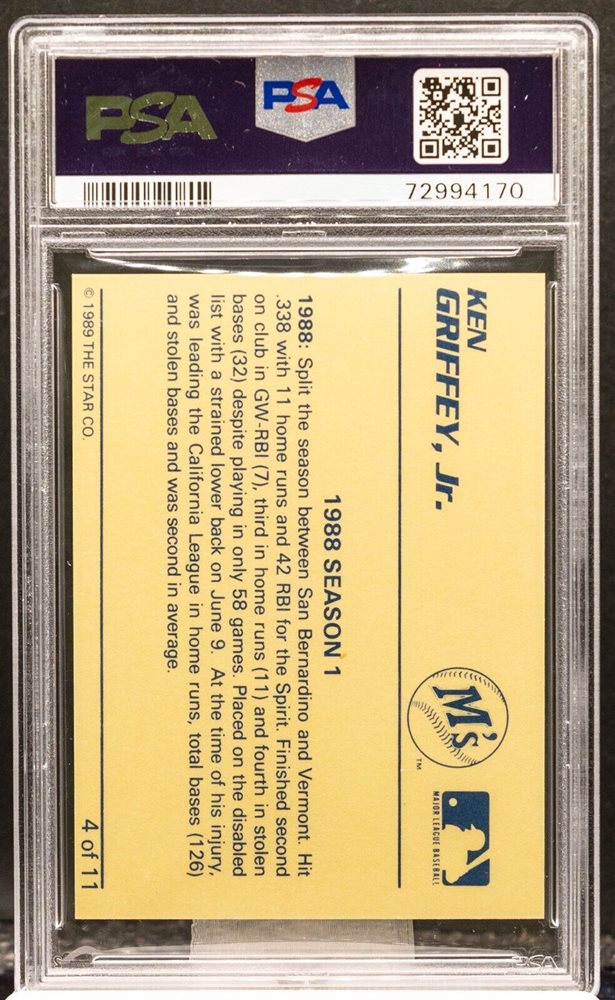 PSA
PSA
72994170
KEN
GRIFFEY, Jr.
M's
TM
MAJOR LEAGUE BASEBALL
1988 SEASON 1
1988: Split the season between San Bernardino and Vermont. Hit
.338 with 11 home runs and 42 RBI for the Spirit. Finished second
on club in GW-RBI (7), third in home runs (11) and fourth in stolen
bases (32) despite playing in only 58 games. Placed on the disabled
list with a strained lower back on June 9. At the time of his injury,
was leading the California League in home runs, total bases (126)
and stolen bases and was second in average.
© 1989 THE STAR CO.
4 of 11
PSA